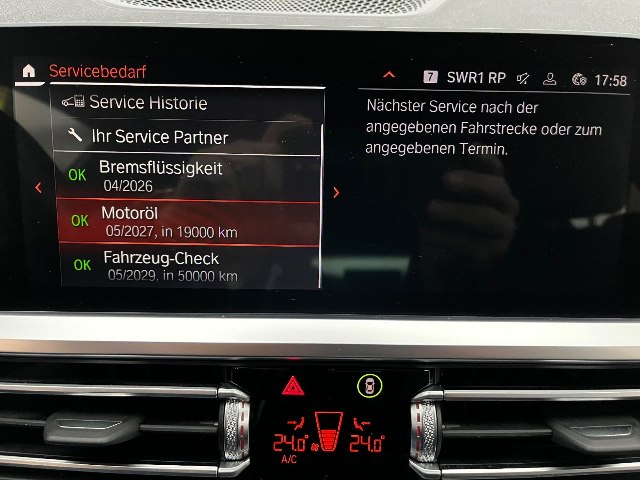 Servicebedarf
7 SWR1 RP 17:58
Service Historie
Ihr Service Partner
OK Bremsflüssigkeit
04/2026
OK Motoröl
05/2027, in 19000 km
OK Fahrzeug-Check
05/2029, in 50000 km
Nächster Service nach der
angegebenen Fahrstrecke oder zum
angegebenen Termin.
24.0° 24.0°
A/C